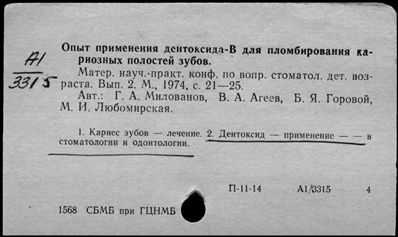 А1
3315
Опыт применения дентоксида-В для пломбирования ка-
риозных полостей зубов.
Матер. науч.-практ. конф. по вопр. стоматол. дет. воз-
раста. Вып. 2. М., 1974, с. 21—25.
Авт.: Г. А. Милованов, В. А. Агеев, Б. Я. Горовой,
М. И. Любомирская.
1. Кариес зубов — лечение. 2. Дентоксид — применение — — в
стоматологии и одонтологии.
П-11-14 А1/3315 4
1568 СБМБ при ГЦНМБ